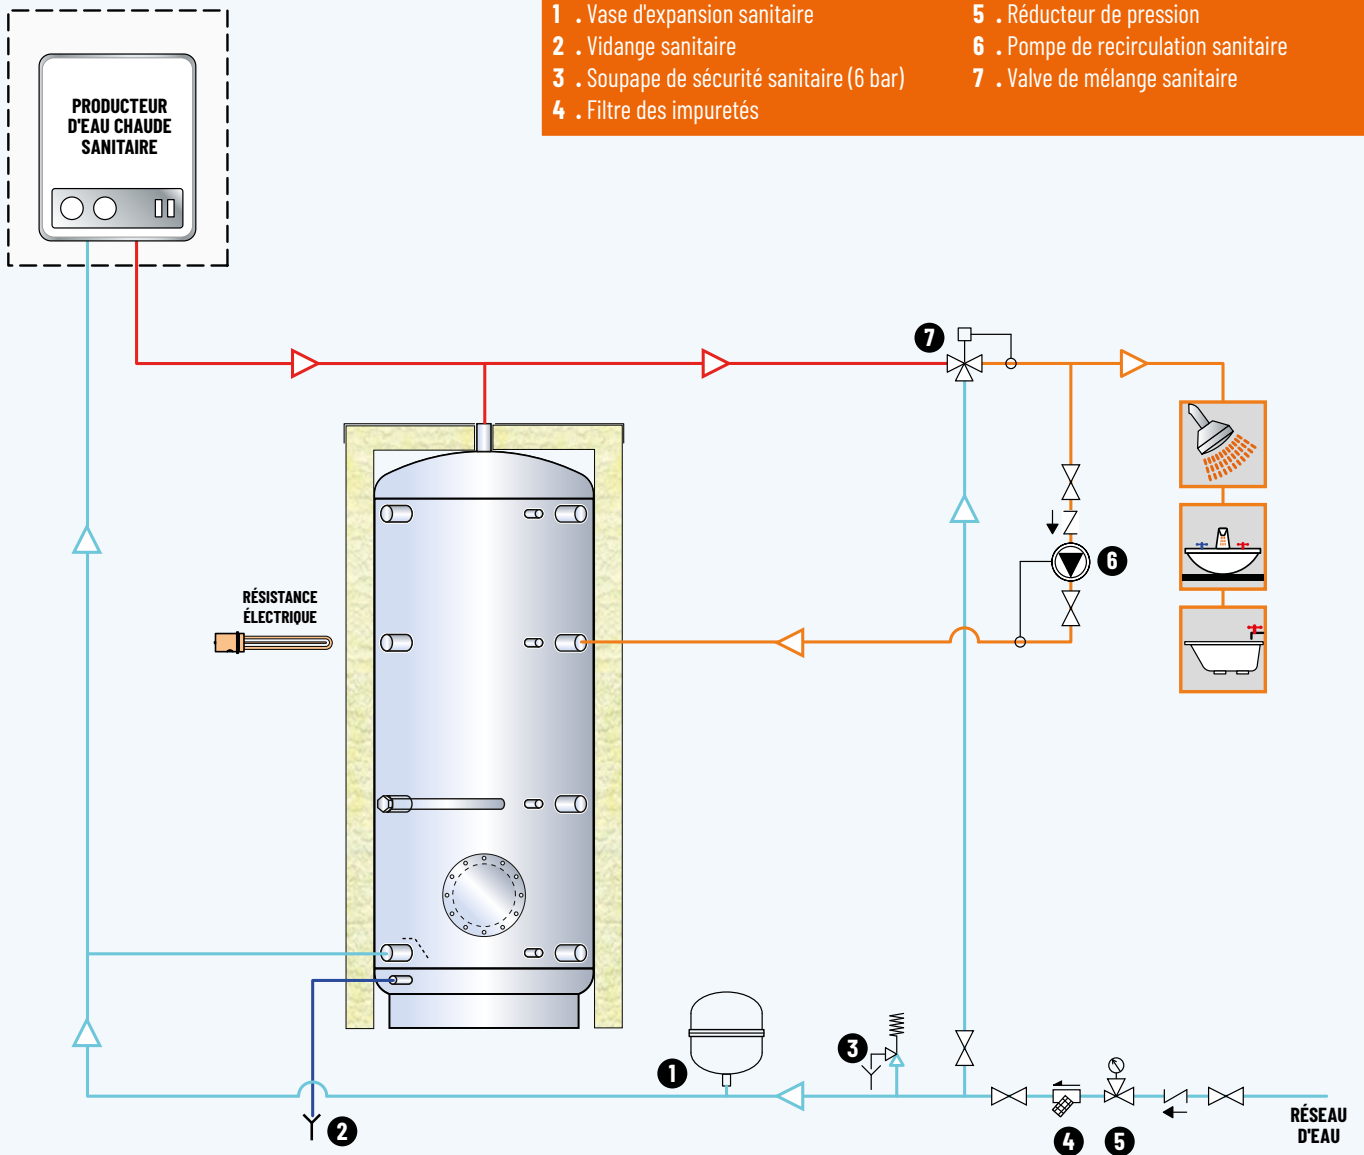 1 . Vase d'expansion sanitaire
2 . Vidange sanitaire
3 . Soupape de sécurité sanitaire (6 bar)
4 . Filtre des impuretés
5 . Réducteur de pression
6 . Pompe de recirculation sanitaire
7 . Valve de mélange sanitaire
PRODUCTEUR
D'EAU CHAUDE
SANITAIRE
7
6
RÉSISTANCE
ÉLECTRIQUE
3
1
2
4
5
RÉSEAU
D'EAU